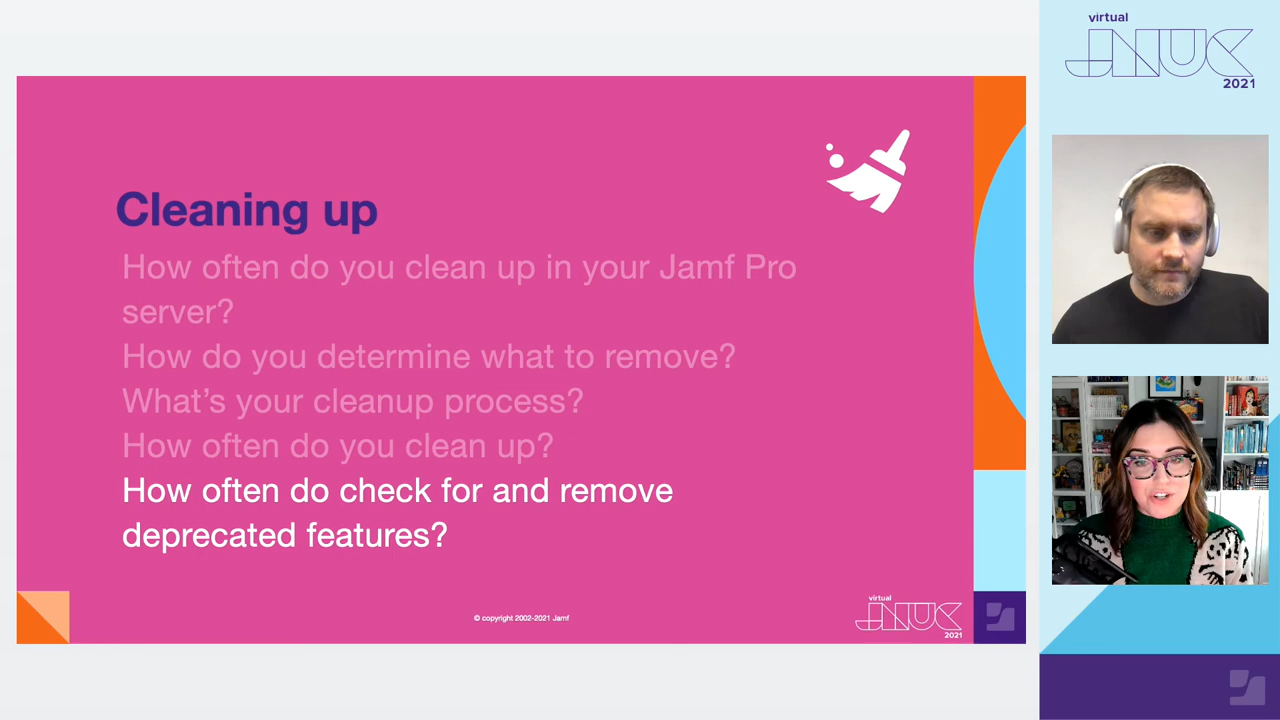 Cleaning up
How often do you clean up in your Jamf Pro
server?
How do you determine what to remove?
What's your cleanup process?
How often do you clean up?
How often do check for and remove
deprecated features?
© copyright 2002-2021 Jamf
virtual
JNUC
2021
virtual
JNUC
2021